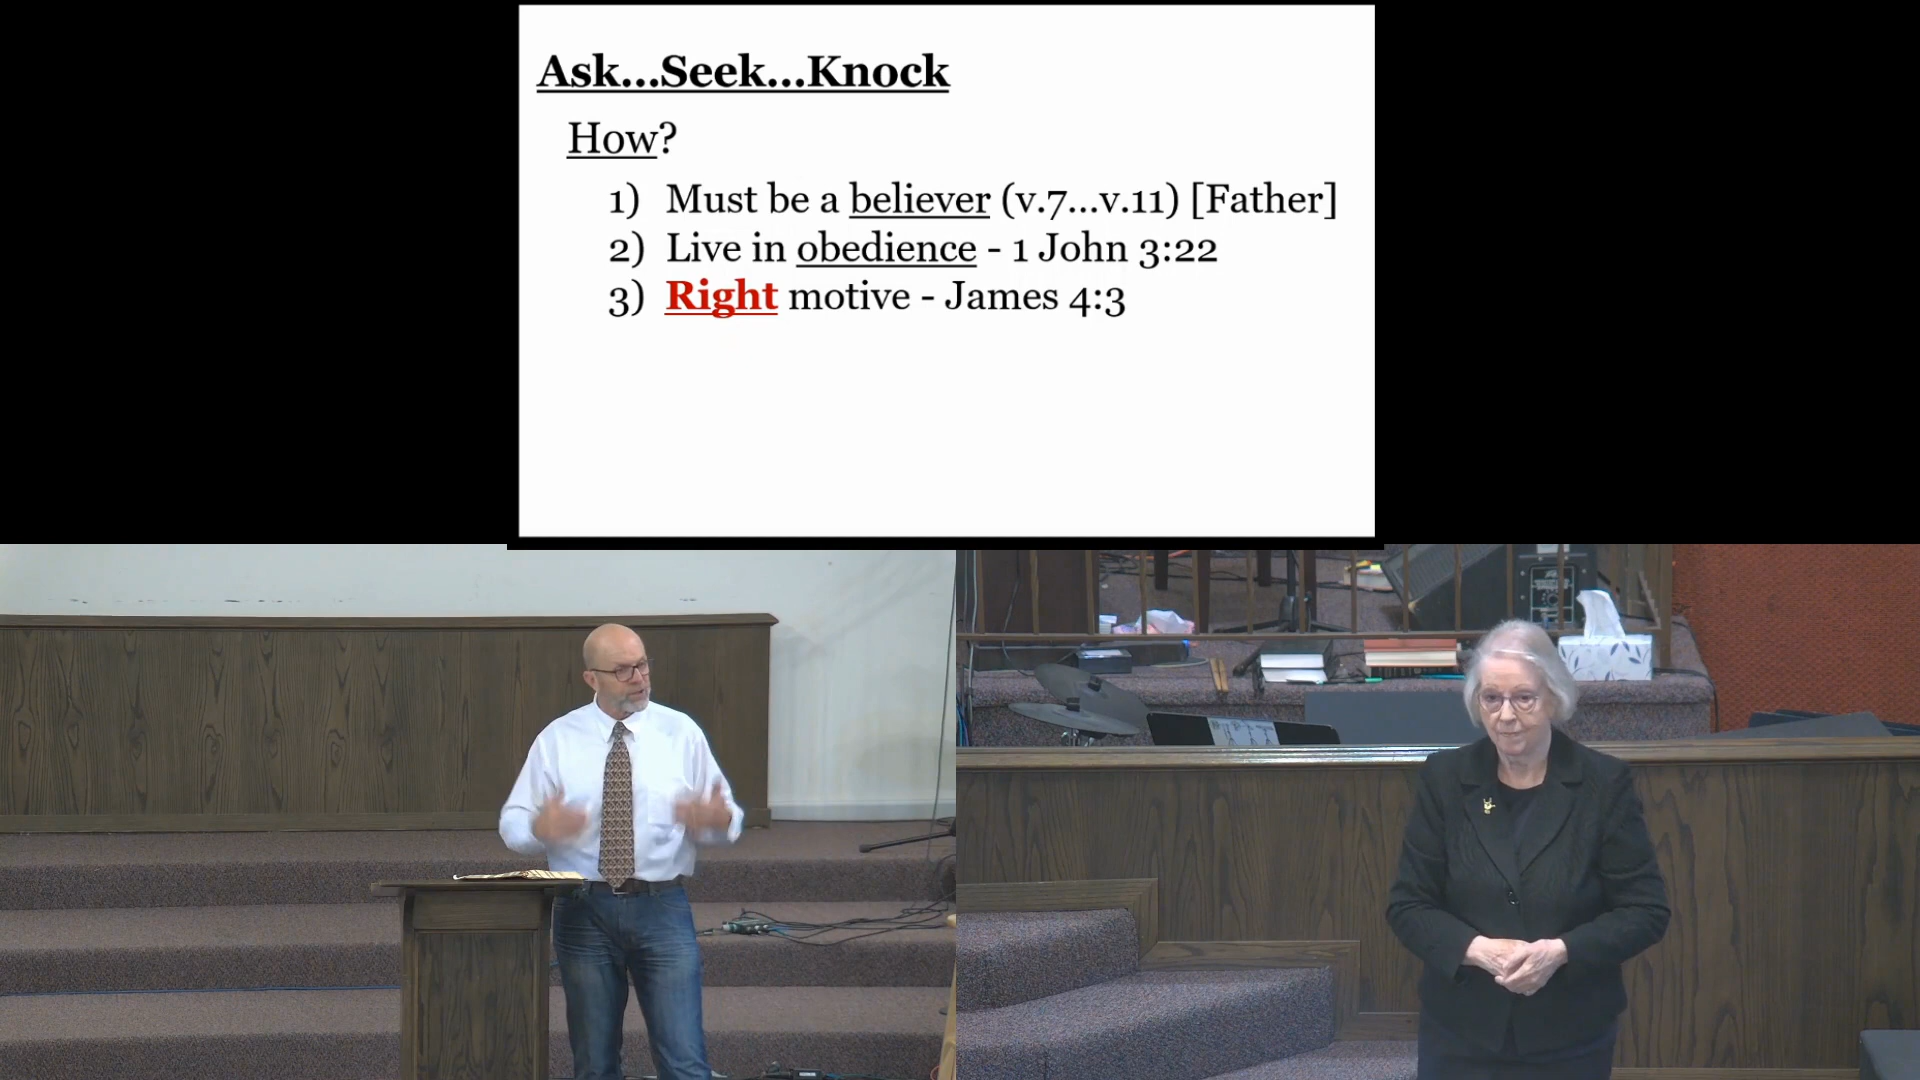 Ask...Seek...Knock
How?
1) Must be a believer (v.7...v.11) [Father]
2) Live in obedience - 1 John 3:22
3) Right motive - James 4:3